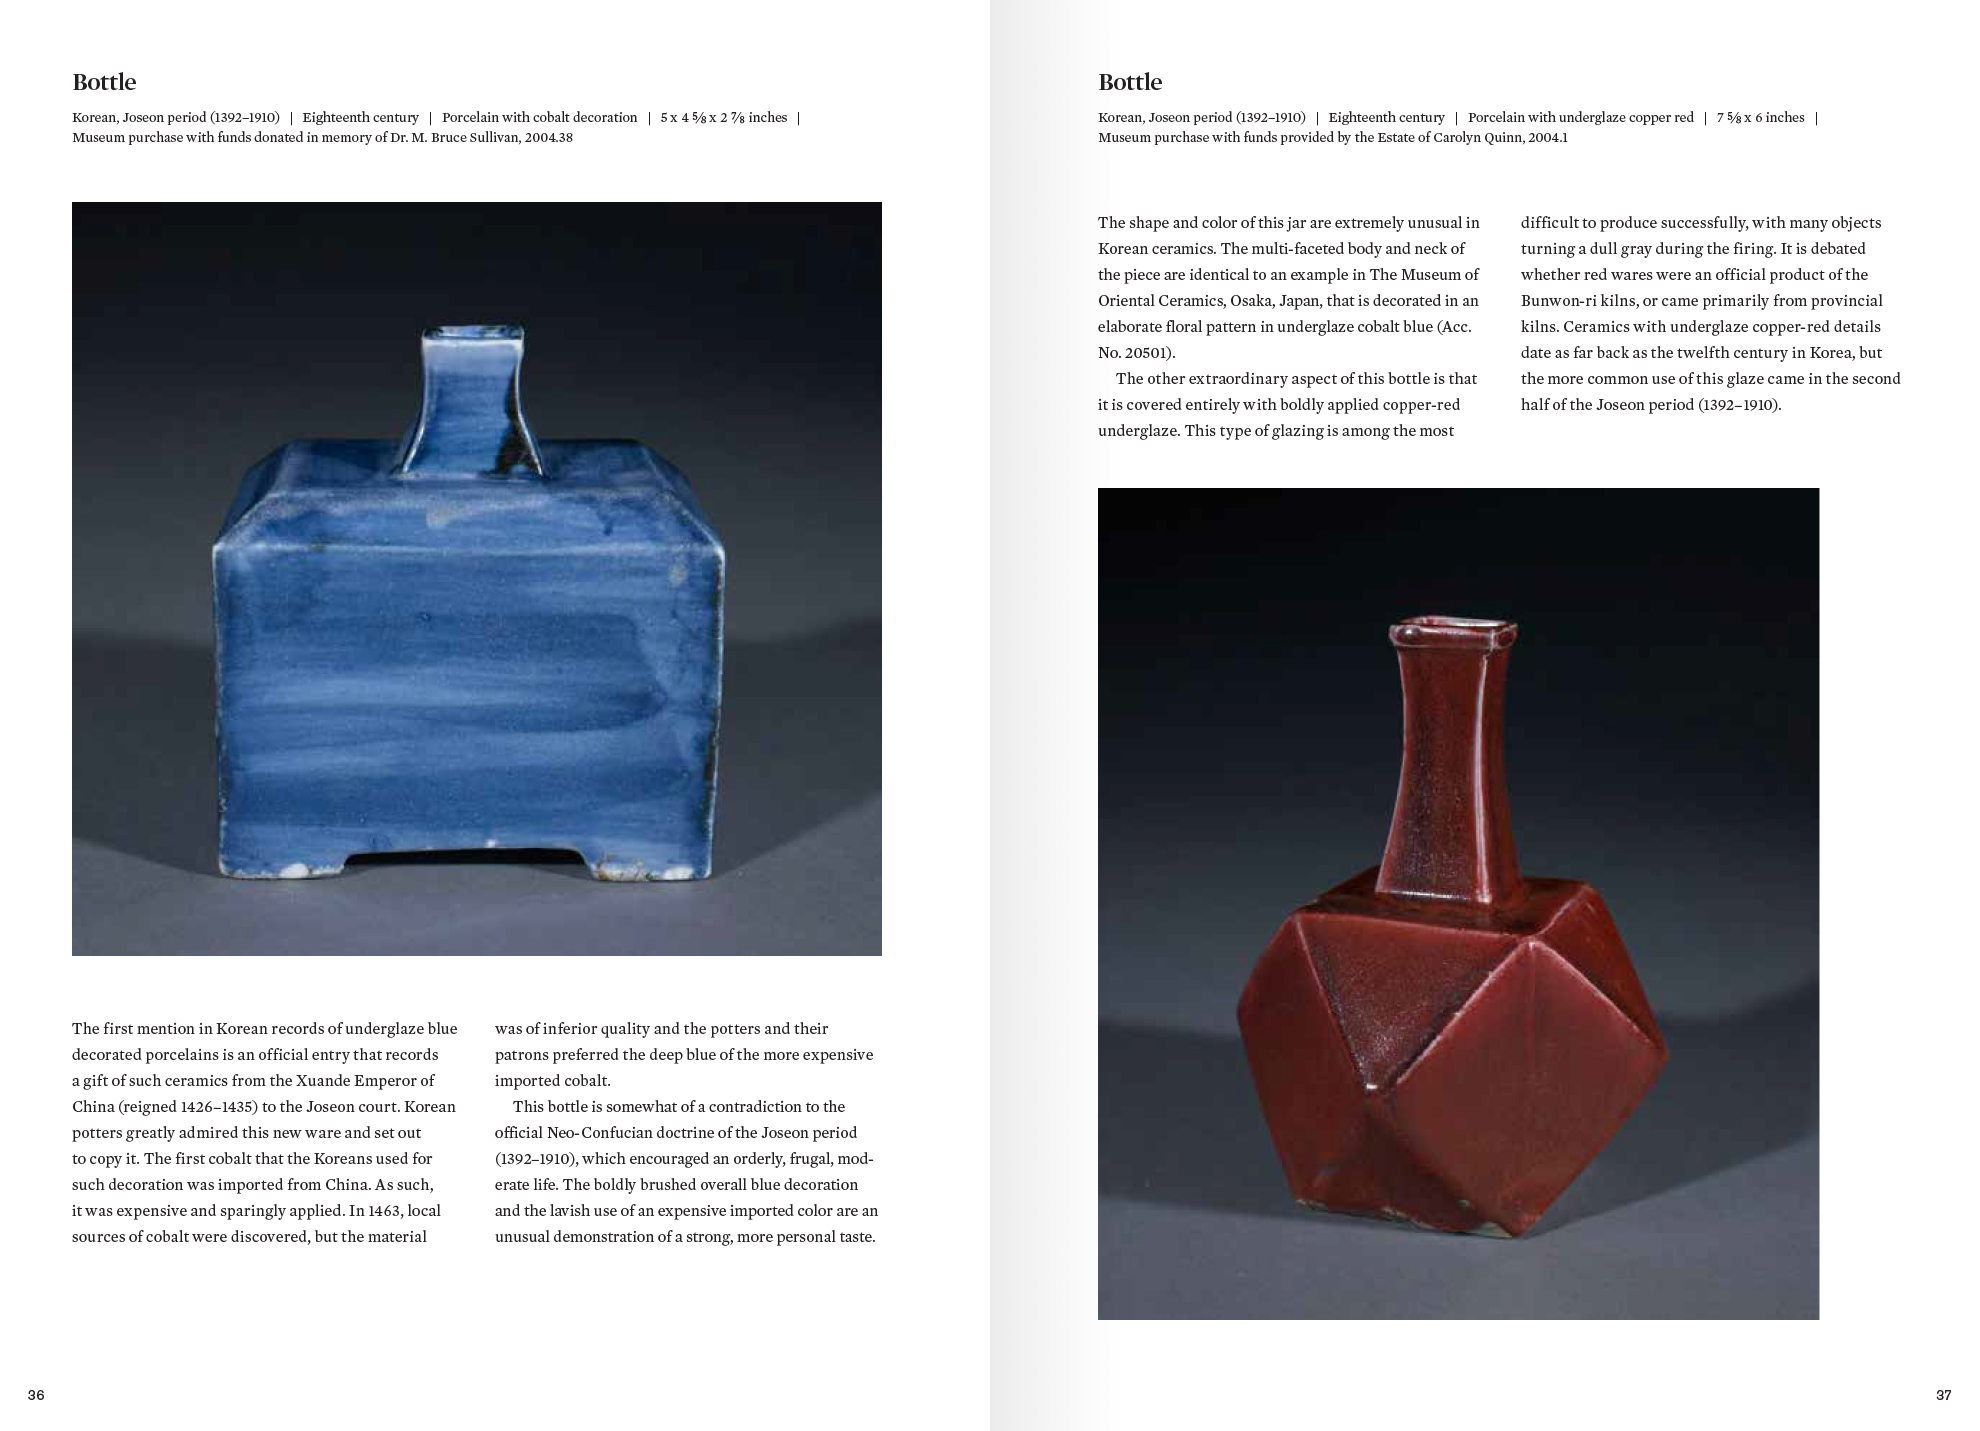 Bottle
Korean, Joseon period (1392–1910) | Eighteenth century | Porcelain with cobalt decoration | 5 x 4 ⅝ x 2 ⅞ inches |
Museum purchase with funds donated in memory of Dr. M. Bruce Sullivan, 2004.38
The first mention in Korean records of underglaze blue
decorated porcelains is an official entry that records
a gift of such ceramics from the Xuande Emperor of
China (reigned 1426–1435) to the Joseon court. Korean
potters greatly admired this new ware and set out
to copy it. The first cobalt that the Koreans used for
such decoration was imported from China. As such,
it was expensive and sparingly applied. In 1463, local
sources of cobalt were discovered, but the material
was of inferior quality and the potters and their
patrons preferred the deep blue of the more expensive
imported cobalt.
This bottle is somewhat of a contradiction to the
official Neo-Confucian doctrine of the Joseon period
(1392–1910), which encouraged an orderly, frugal, mod-
erate life. The boldly brushed overall blue decoration
and the lavish use of an expensive imported color are an
unusual demonstration of a strong, more personal taste.
36
Bottle
Korean, Joseon period (1392–1910) | Eighteenth century | Porcelain with underglaze copper red | 7 ⅝ x 6 inches |
Museum purchase with funds provided by the Estate of Carolyn Quinn, 2004.1
The shape and color of this jar are extremely unusual in
Korean ceramics. The multi-faceted body and neck of
the piece are identical to an example in The Museum of
Oriental Ceramics, Osaka, Japan, that is decorated in an
elaborate floral pattern in underglaze cobalt blue (Acc.
No. 20501).
The other extraordinary aspect of this bottle is that
it is covered entirely with boldly applied copper-red
underglaze. This type of glazing is among the most
difficult to produce successfully, with many objects
turning a dull gray during the firing. It is debated
whether red wares were an official product of the
Bunwon-ri kilns, or came primarily from provincial
kilns. Ceramics with underglaze copper-red details
date as far back as the twelfth century in Korea, but
the more common use of this glaze came in the second
half of the Joseon period (1392–1910).
37